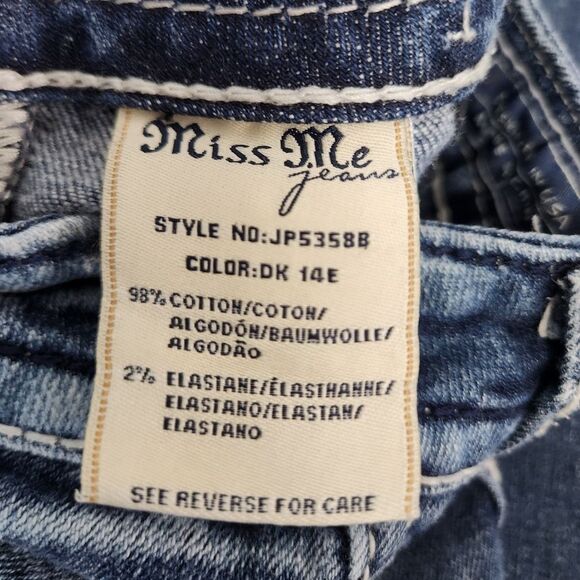 Miss Me
jeans
STYLE NO:JP5358B
COLOR:DK 14E
98% COTTON/COTON/
ALGODÓN/BAUMWOLLE/
ALGODÃO
2% ELASTANE/ÉLASTHANNE/
ELASTANO/ELASTAN/
ELASTANO
SEE REVERSE FOR CARE